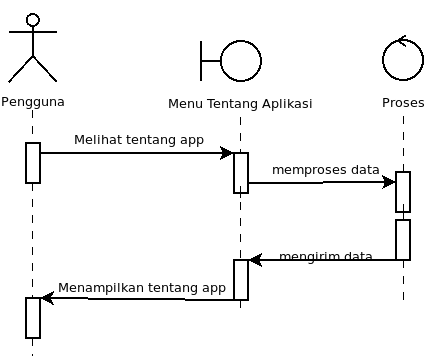 Pengguna
Menu Tentang Aplikasi
Proses
Melihat tentang app
memproses data
mengirim data
Menampilkan tentang app